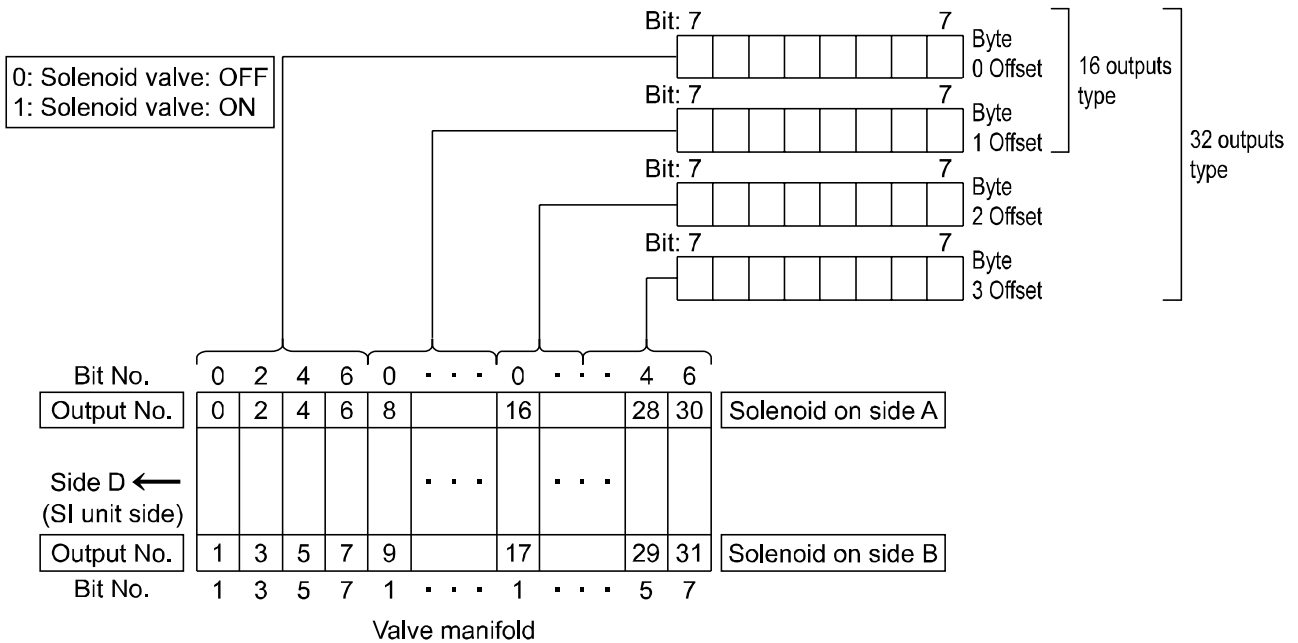 Bit: 7 7
Byte
0 Offset
0: Solenoid valve: OFF
1: Solenoid valve: ON
16 outputs
type
Bit: 7 7
Byte
1 Offset
32 outputs
type
Bit: 7 7
Byte
2 Offset
Bit: 7 7
Byte
3 Offset
Bit No. 0 2 4 6 0 · · · 0 · · · 4 6
Output No. 0 2 4 6 8 16 28 30 Solenoid on side A
Side D ←
(SI unit side)
· · · · · ·
Output No. 1 3 5 7 9 17 29 31 Solenoid on side B
Bit No. 1 3 5 7 1 · · · 1 · · · 5 7
Valve manifold